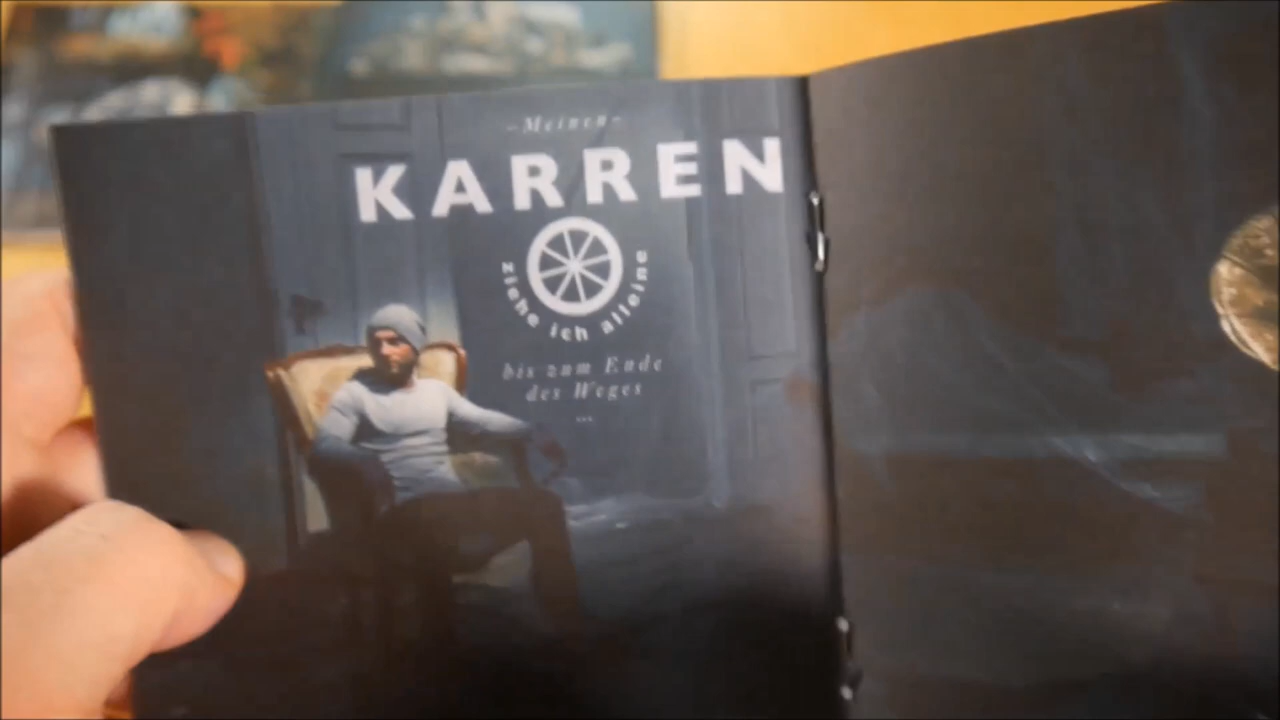 -Meinen-
KARREN
ziehe ich alleine
bis zum Ende
des Weges
...